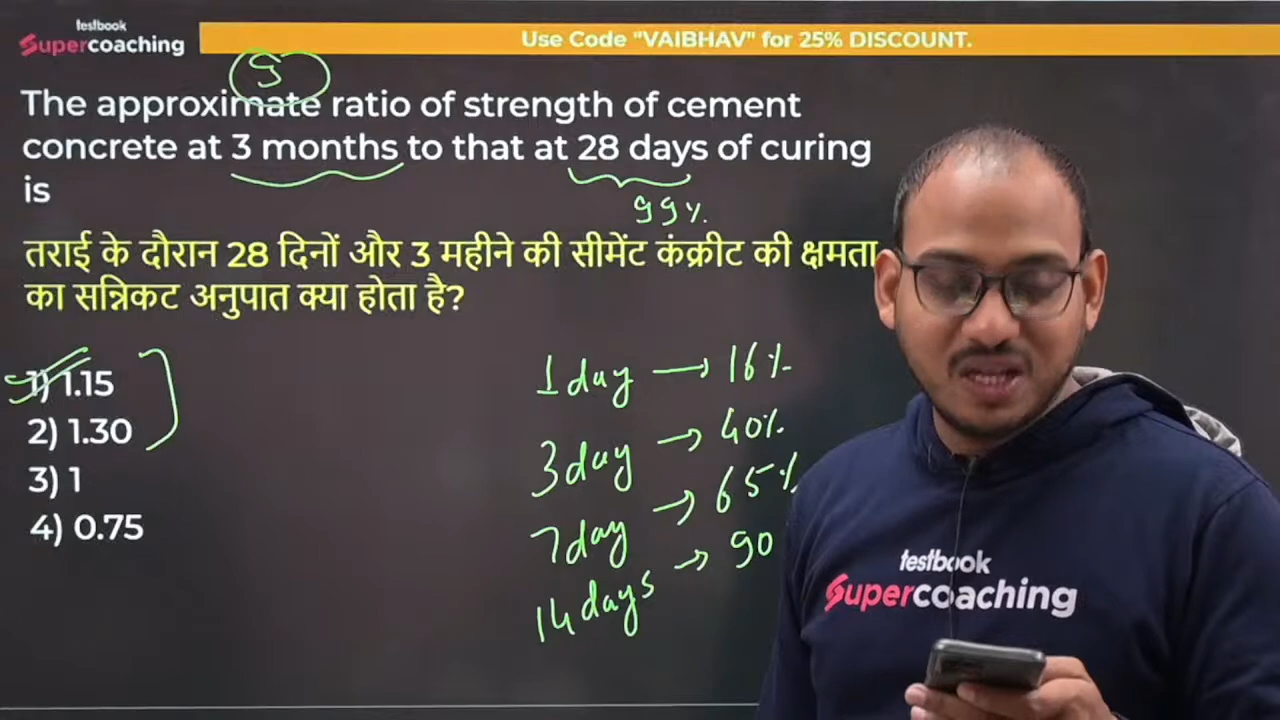 testbook
Supercoaching
Use Code "VAIBHAV" for 25% DISCOUNT.
The approximate ratio of strength of cement
concrete at 3 months to that at 28 days of curing
is
99%
तराई के दौरान 28 दिनों और 3 महीने की सीमेंट कंक्रीट की क्षमता
का सन्निकट अनुपात क्या होता है?
1) 1.15
2) 1.30
3) 1
4) 0.75
1 day → 16%
3 day → 40%
7 day → 65%
14 days → 90
testbook
Supercoaching